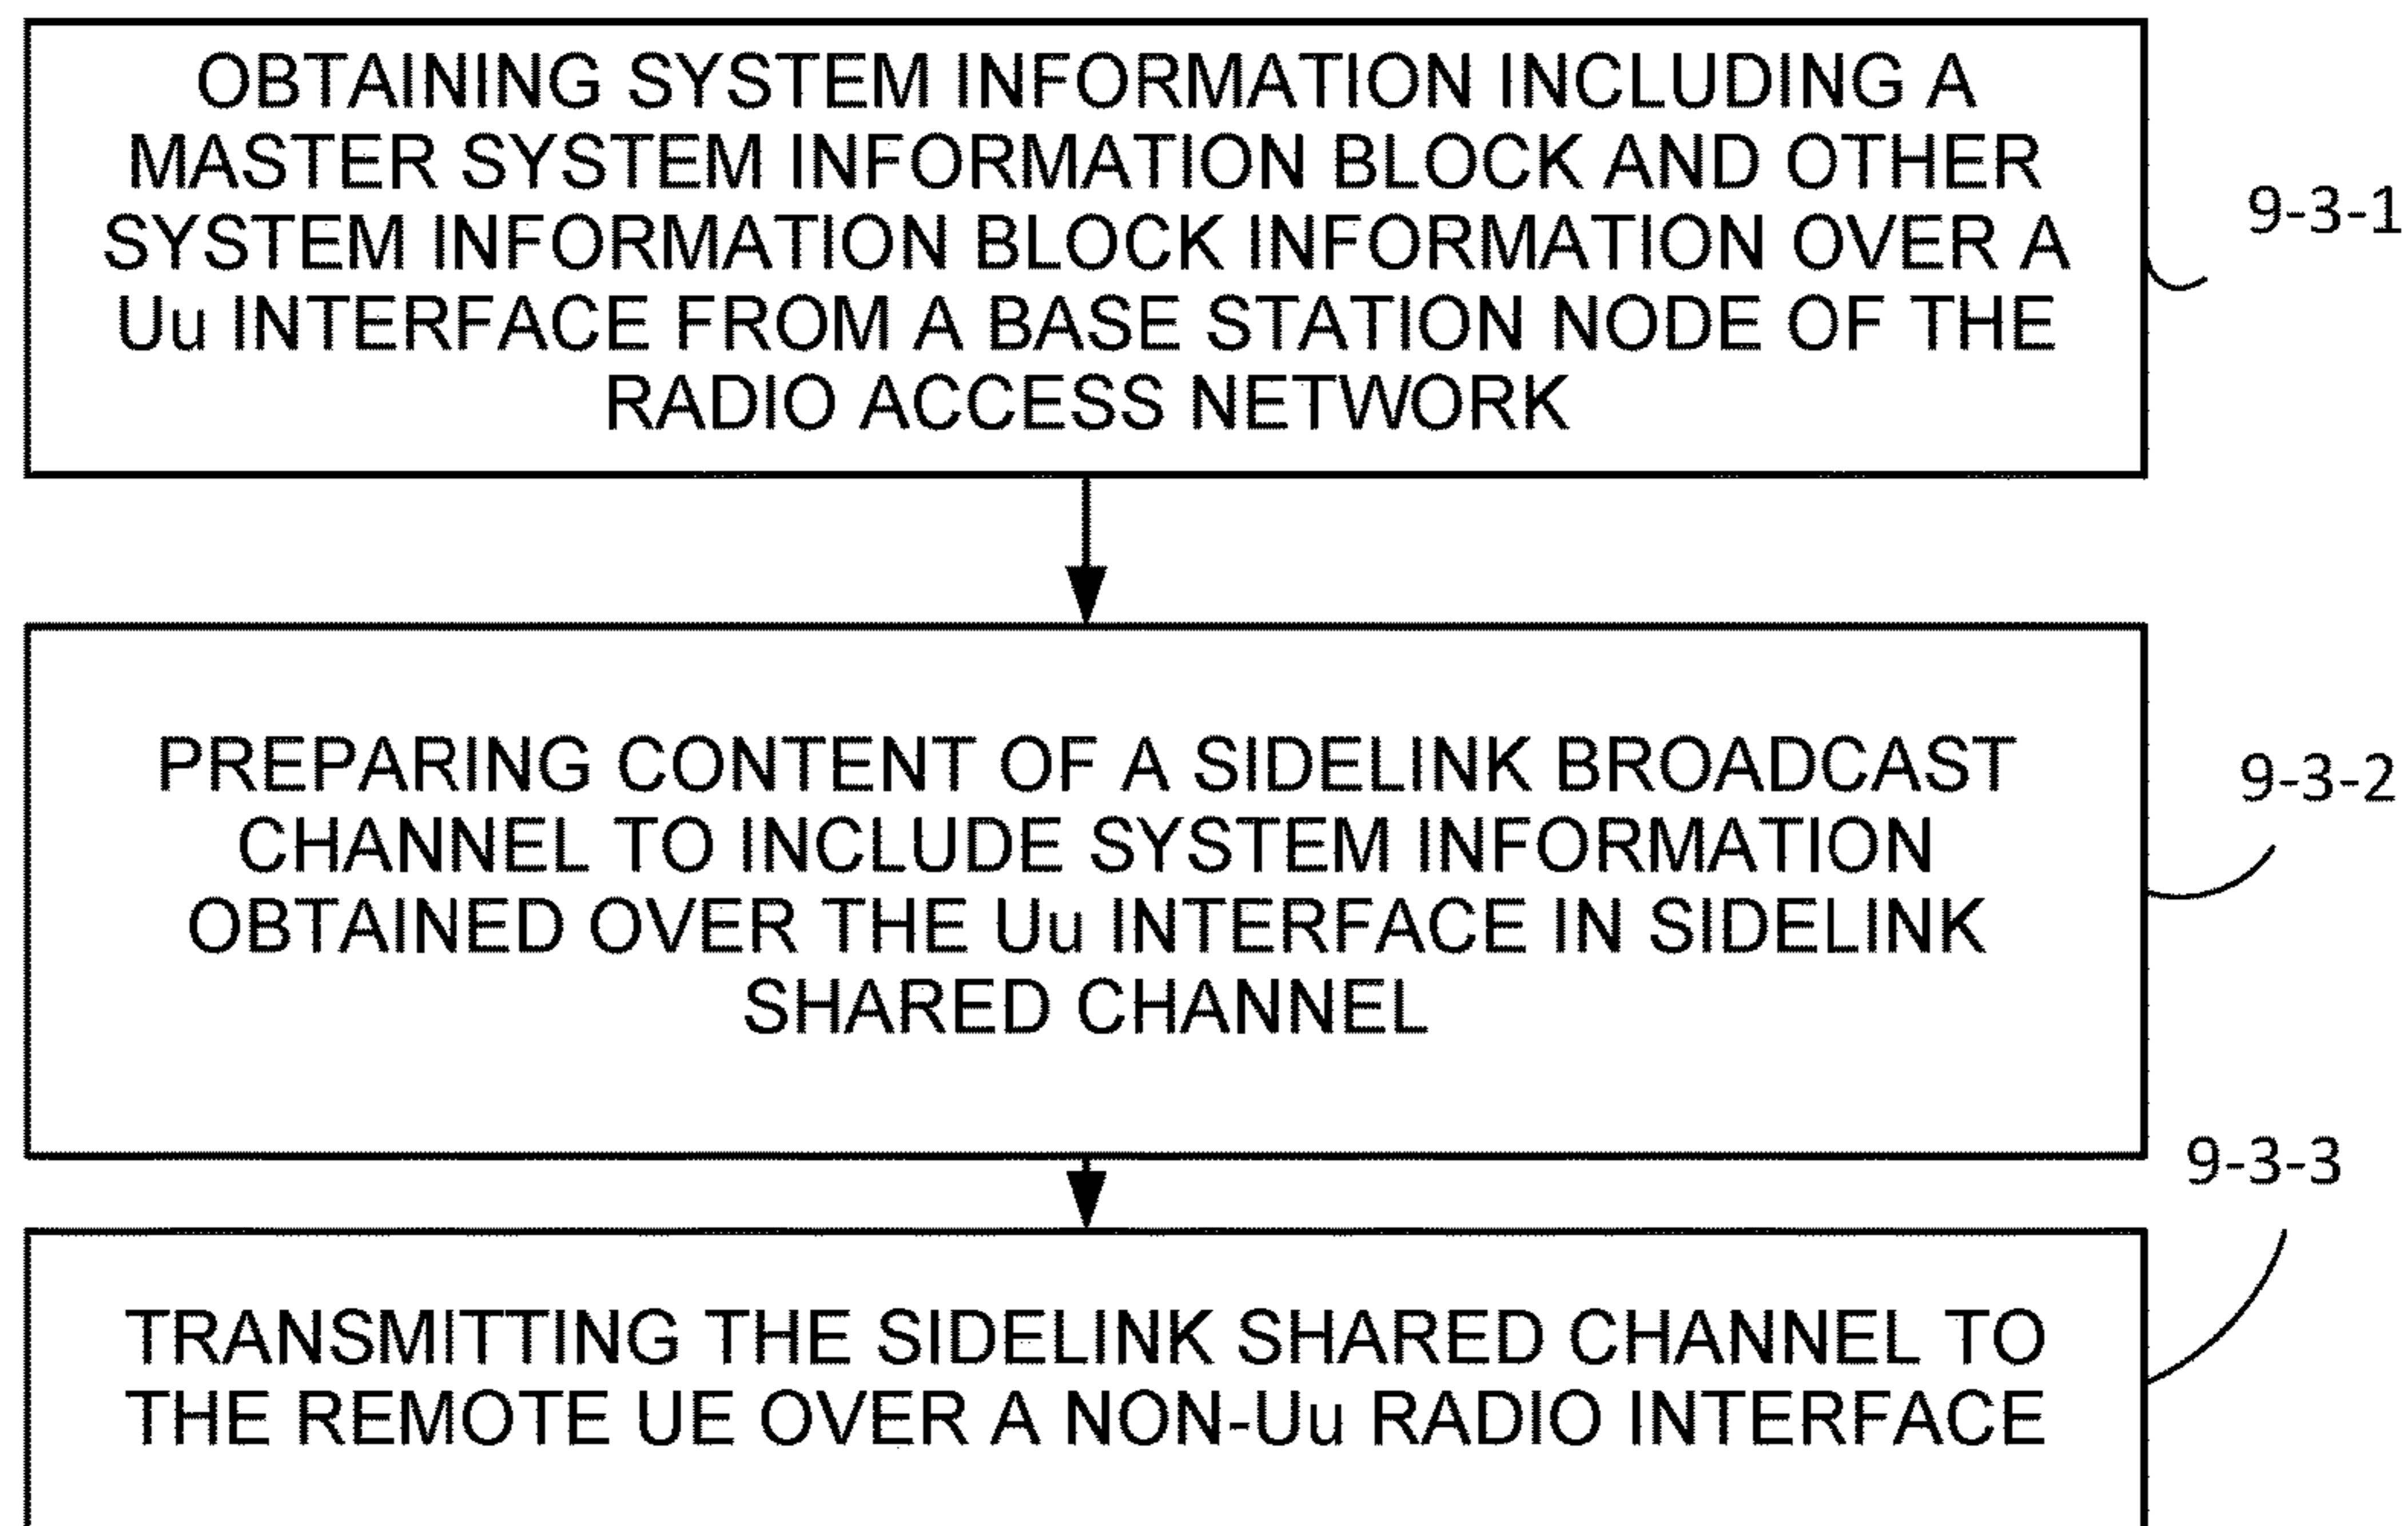 OBTAINING SYSTEM INFORMATION INCLUDING A
MASTER SYSTEM INFORMATION BLOCK AND OTHER
SYSTEM INFORMATION BLOCK INFORMATION OVER A
Uu INTERFACE FROM A BASE STATION NODE OF THE
RADIO ACCESS NETWORK
9-3-1
PREPARING CONTENT OF A SIDELINK BROADCAST
CHANNEL TO INCLUDE SYSTEM INFORMATION
OBTAINED OVER THE Uu INTERFACE IN SIDELINK
SHARED CHANNEL
9-3-2
9-3-3
TRANSMITTING THE SIDELINK SHARED CHANNEL TO
THE REMOTE UE OVER A NON-Uu RADIO INTERFACE